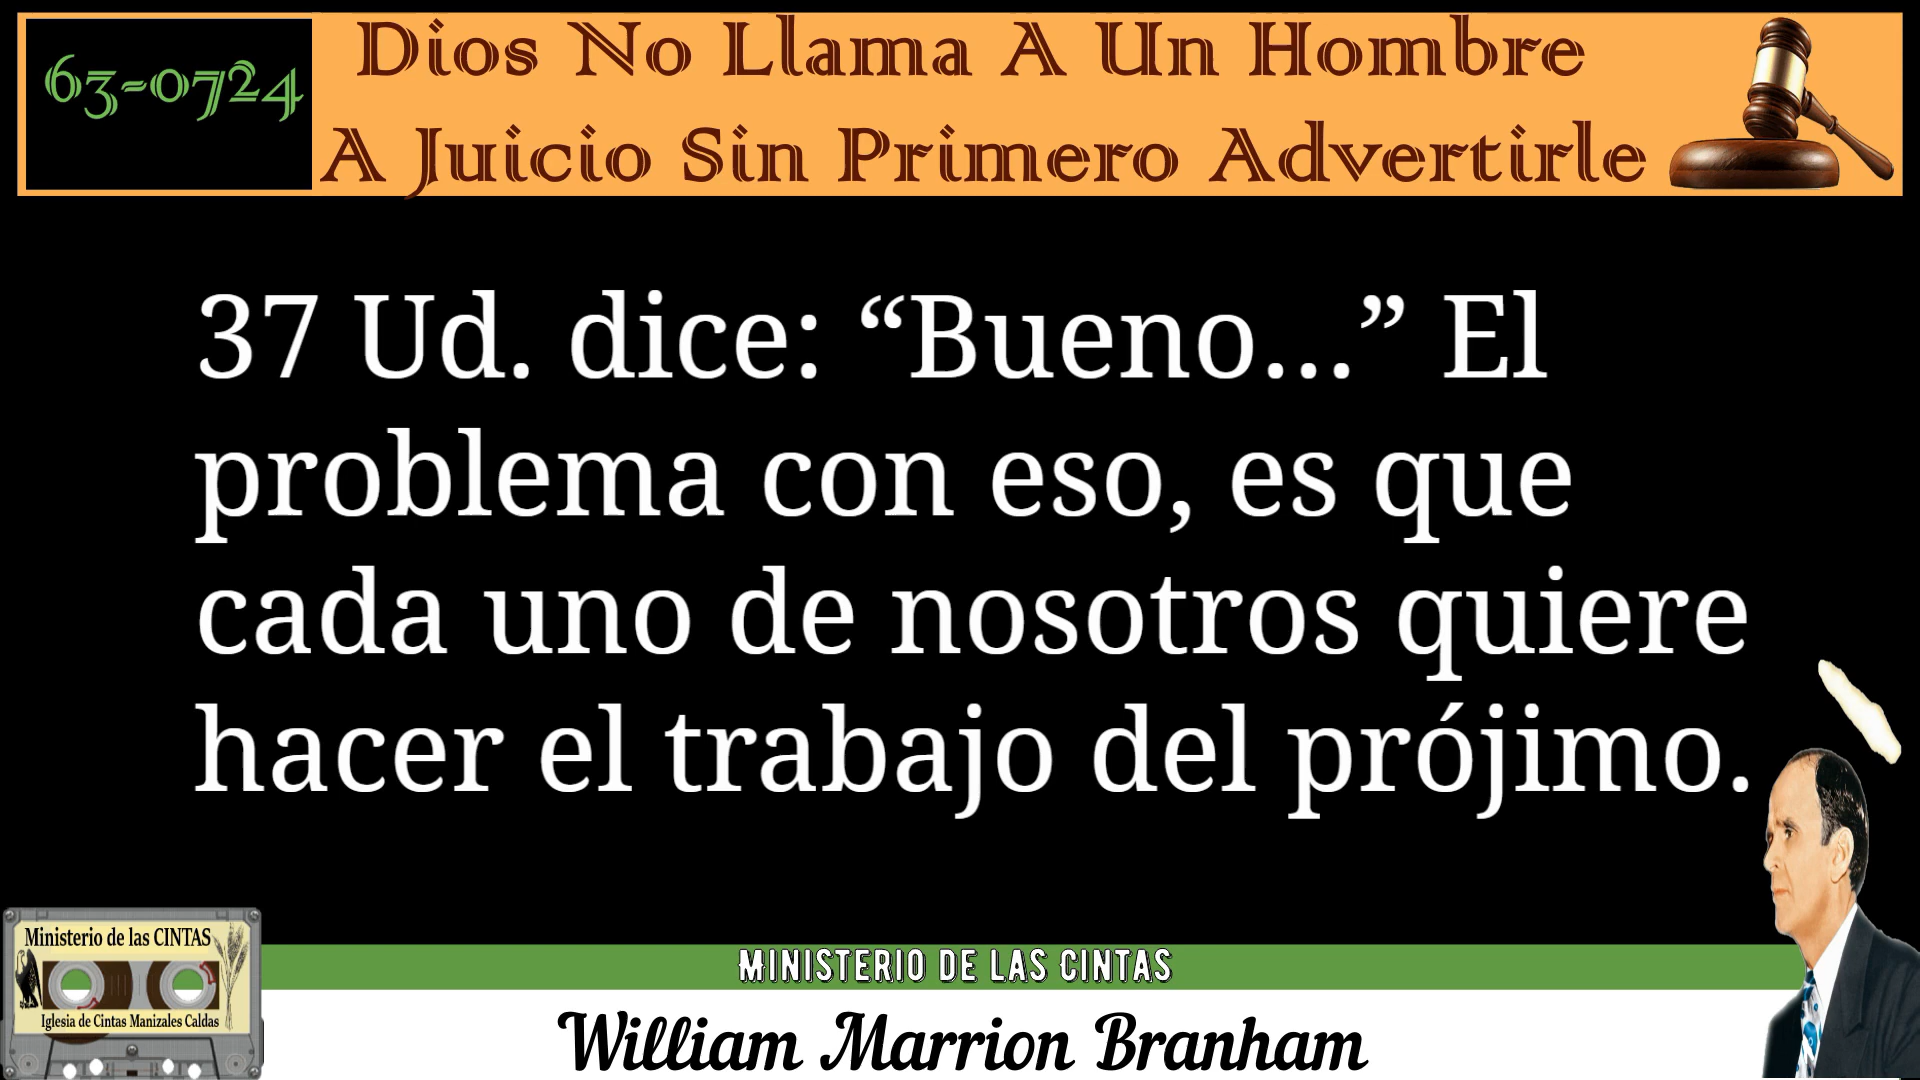 63-0724
Dios No Llama A Un Hombre
A Juicio Sin Primero Advertirle
37 Ud. dice: “Bueno...” El
problema con eso, es que
cada uno de nosotros quiere
hacer el trabajo del prójimo.
Ministerio de las CINTAS
Iglesia de Cintas Manizales Caldas
MINISTERIO DE LAS CINTAS
William Marrion Branham